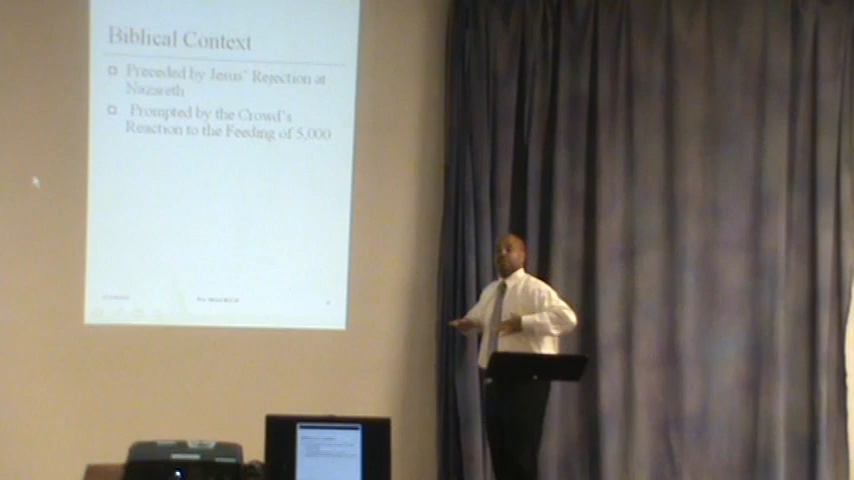 Biblical Context
Preceded by Jesus' Rejection at
Nazareth
Prompted by the Crowd's
Reaction to the Feeding of 5,000